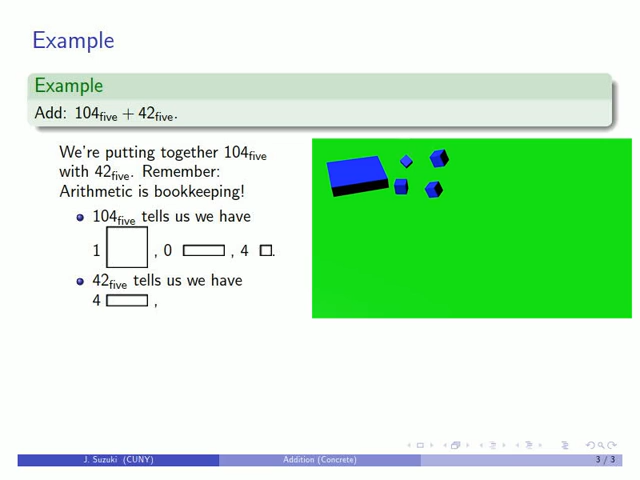 Example
Example
Add: 104five + 42five.
We're putting together 104five
with 42five. Remember:
Arithmetic is bookkeeping!
104five tells us we have
1 , 0 , 4 .
42five tells us we have
4 ,
J. Suzuki (CUNY) Addition (Concrete) 3 / 3